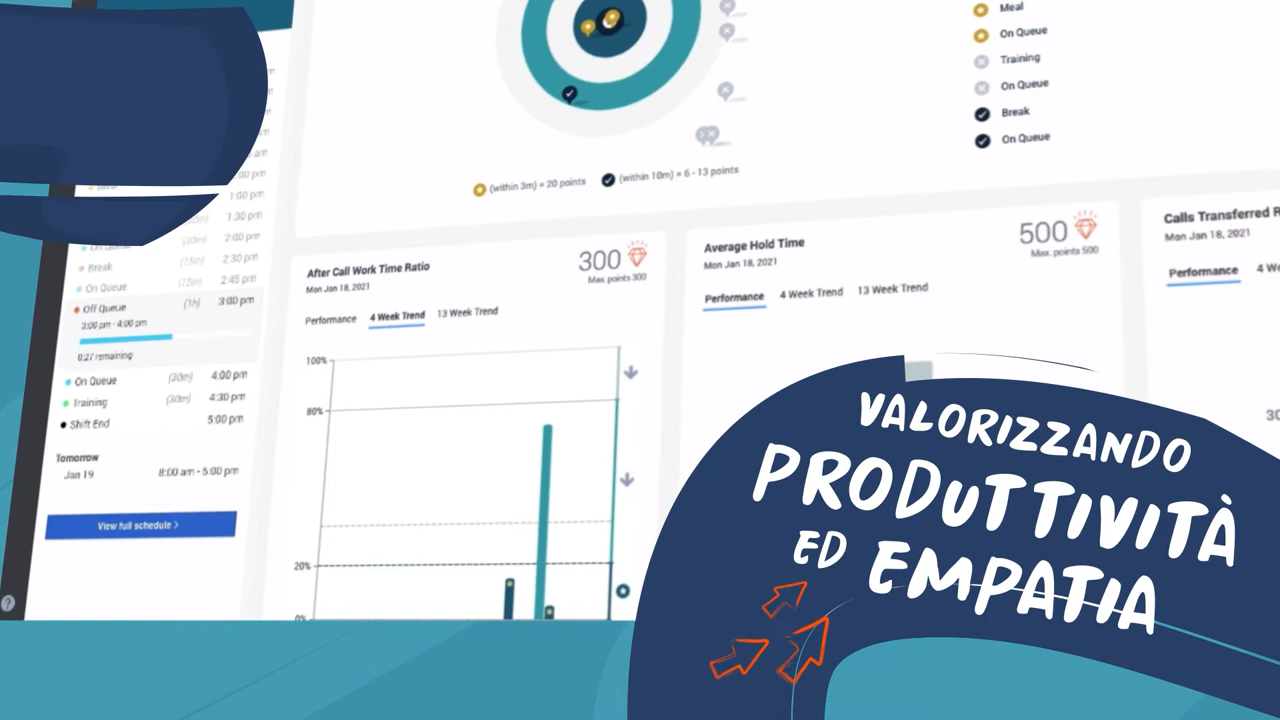 Meal
On Queue
Training
On Queue
Break
On Queue
(within 3m) = 20 points
(within 10m) = 6 - 13 points
1:00 pm
1:30 pm
(30m) 2:00 pm
Break (15m) 2:30 pm
On Queue (15m) 2:45 pm
Off Queue (1h) 3:00 pm
3:00 pm - 4:00 pm
0:27 remaining
On Queue (30m) 4:00 pm
Training (30m) 4:30 pm
Shift End 5:00 pm
Tomorrow
Jan 19 8:00 am - 5:00 pm
View full schedule >
?
After Call Work Time Ratio
Mon Jan 18, 2021
300
Max. points 300
Performance 4 Week Trend 13 Week Trend
100%
80%
20%
0%
Average Hold Time
Mon Jan 18, 2021
500
Max. points 500
Performance 4 Week Trend 13 Week Trend
Calls Transferred
Mon Jan 18, 2021
Performance
VALORIZZANDO
PRODUTTIVITÀ
ED EMPATIA